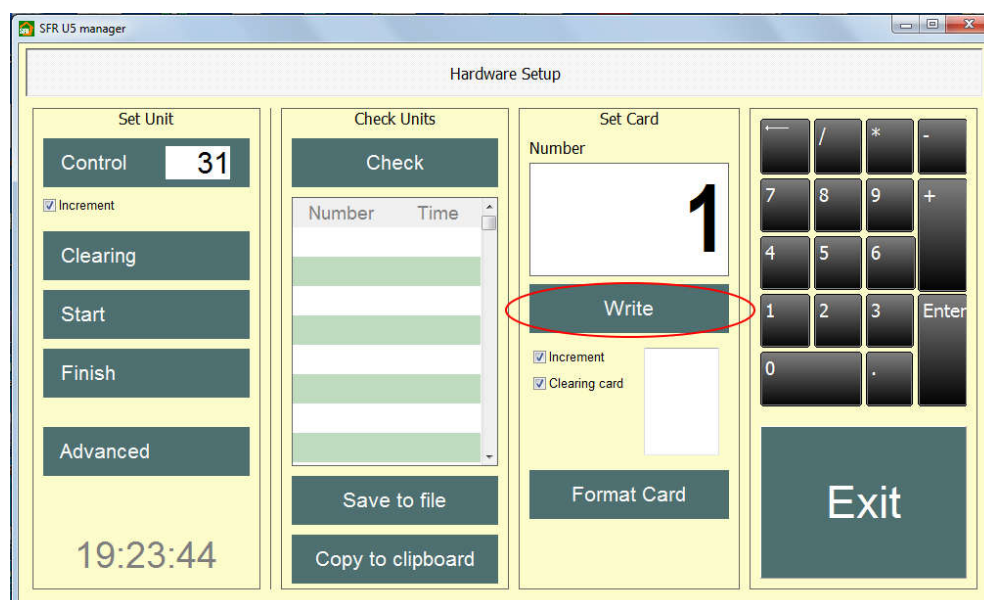 SFR U5 manager
Hardware Setup
Set Unit
Control 31
Increment
Clearing
Start
Finish
Advanced
19:23:44
Check Units
Check
Number Time
Save to file
Copy to clipboard
Set Card
Number
1
Write
Increment
Clearing card
Format Card
← / * -
7 8 9 +
4 5 6
1 2 3 Enter
0 .
Exit